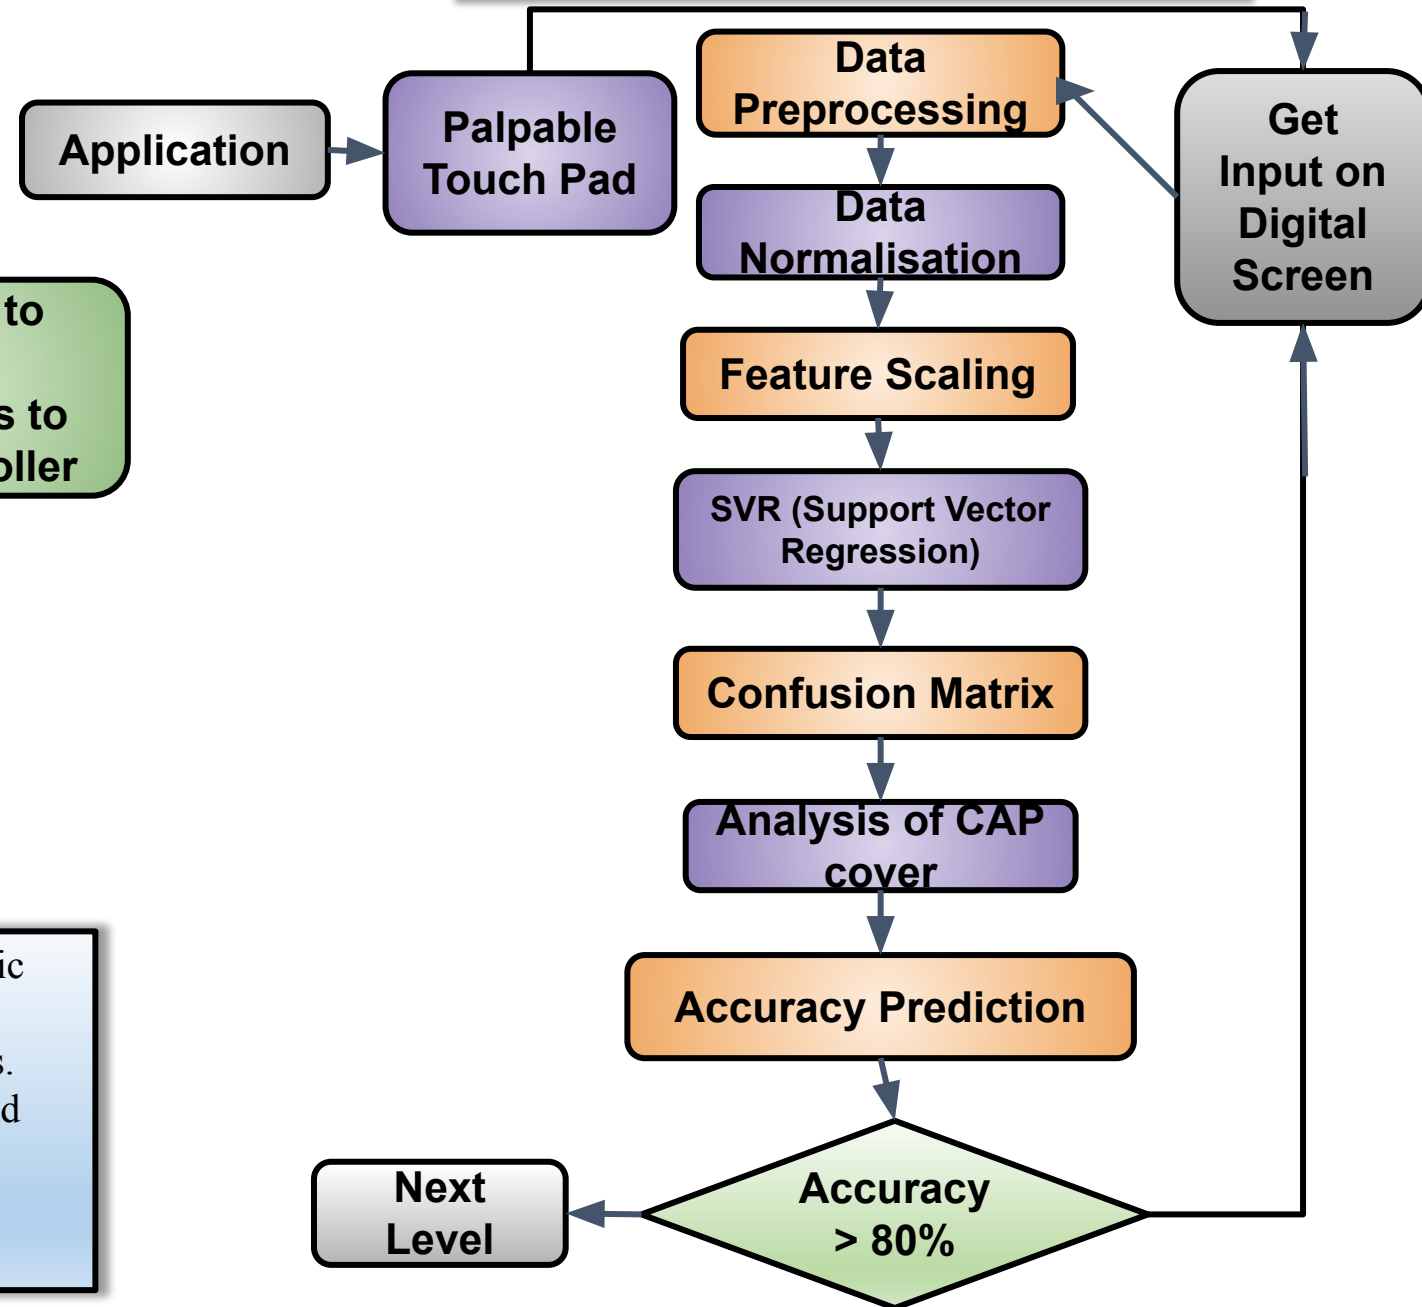 Application
Palpable
Touch Pad
Data
Preprocessing
Get
Input on
Digital
Screen
Data
Normalisation
to
s to
oller
Feature Scaling
SVR (Support Vector
Regression)
Confusion Matrix
Analysis of CAP
cover
ic
s.
d
Accuracy Prediction
Accuracy
> 80%
Next
Level